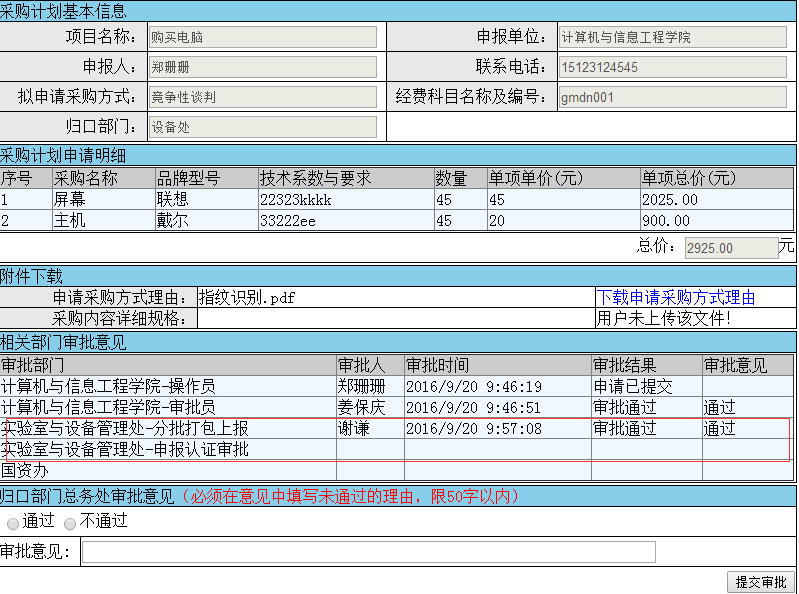 采购计划基本信息
项目名称： 购买电脑 申报单位： 计算机与信息工程学院
申报人： 郑珊珊 联系电话： 15123124545
拟申请采购方式： 竞争性谈判 经费科目名称及编号： gmdn001
归口部门： 设备处
采购计划申请明细
序号 采购名称 品牌型号 技术系数与要求 数量 单项单价(元) 单项总价(元)
1 屏幕 联想 22323kkkk 45 45 2025.00
2 主机 戴尔 33222ee 45 20 900.00
总价： 2925.00 元
附件下载
申请采购方式理由： 指纹识别.pdf 下载申请采购方式理由
采购内容详细规格： 用户未上传该文件!
相关部门审批意见
审批部门 审批人 审批时间 审批结果 审批意见
计算机与信息工程学院-操作员 郑珊珊 2016/9/20 9:46:19 申请已提交
计算机与信息工程学院-审批员 姜保庆 2016/9/20 9:46:51 审批通过 通过
实验室与设备管理处-分批打包上报 谢谦 2016/9/20 9:57:08 审批通过 通过
实验室与设备管理处-申报认证审批
国资办
归口部门总务处审批意见（必须在意见中填写未通过的理由，限50字以内）
通过 不通过
审批意见：
提交审批